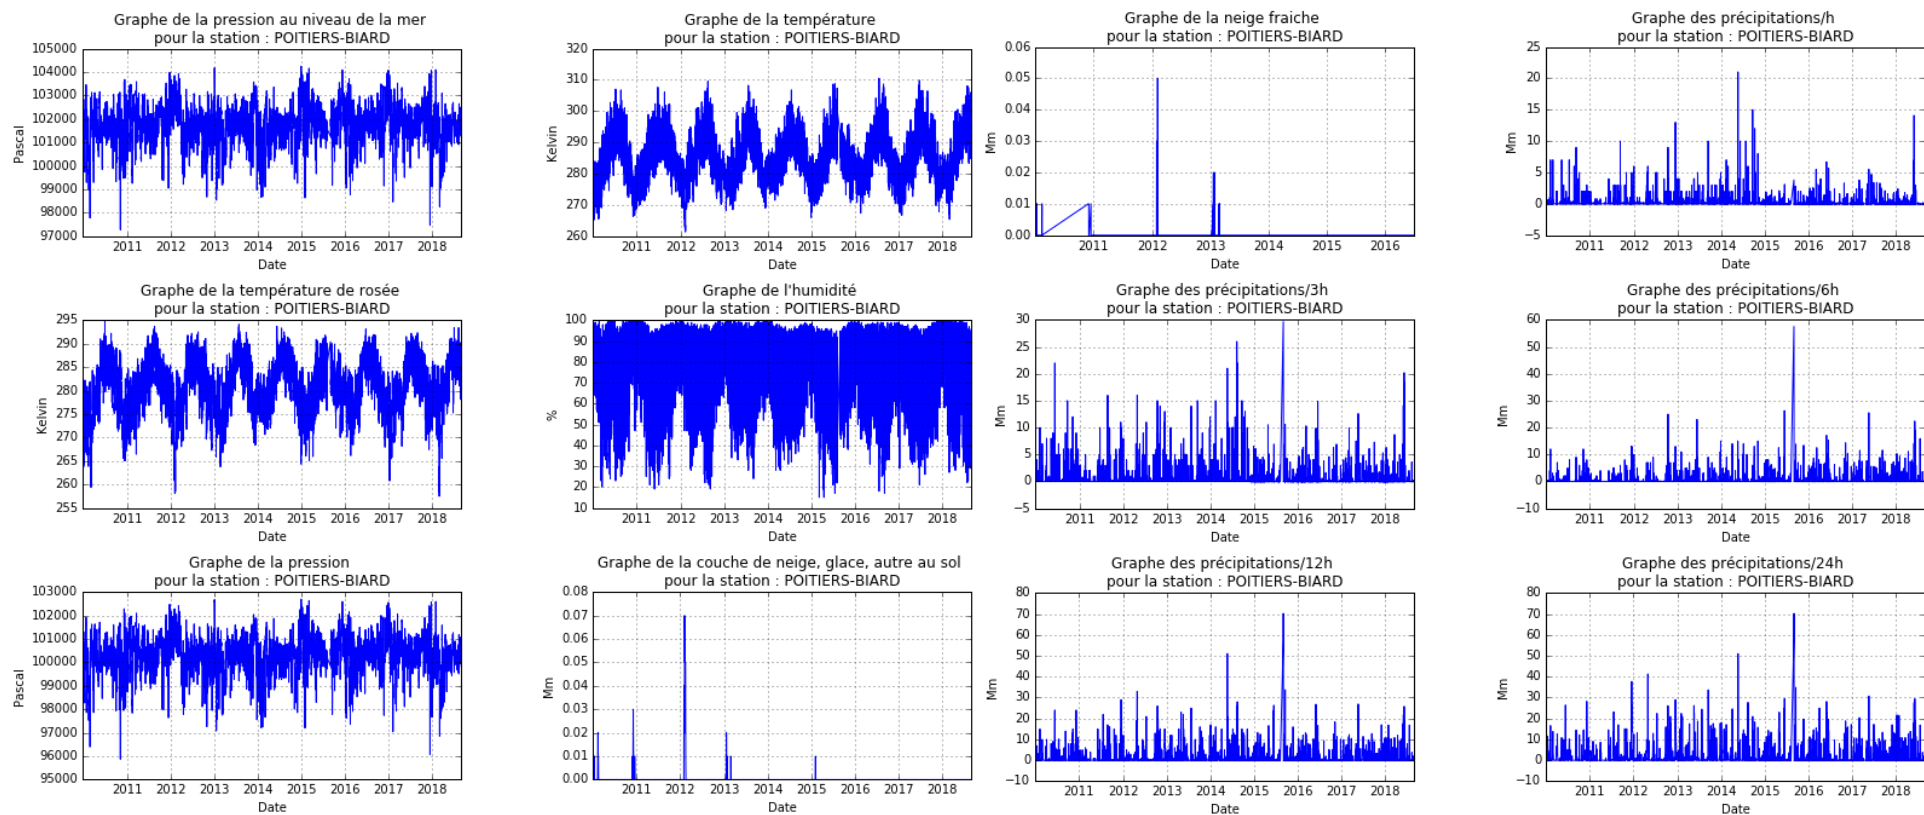 Graphe de la pression au niveau de la mer
pour la station : POITIERS-BIARD
105000
104000
103000
102000
101000
100000
99000
98000
97000
Pascal
2011 2012 2013 2014 2015 2016 2017 2018
Date
Graphe de la température
pour la station : POITIERS-BIARD
320
310
300
290
280
270
260
Kelvin
2011 2012 2013 2014 2015 2016 2017 2018
Date
Graphe de la neige fraiche
pour la station : POITIERS-BIARD
0.06
0.05
0.04
0.03
0.02
0.01
0.00
Mm
2011 2012 2013 2014 2015 2016
Date
Graphe des précipitations/h
pour la station : POITIERS-BIARD
25
20
15
10
5
0
−5
Mm
2011 2012 2013 2014 2015 2016 2017 2018
Date
Graphe de la température de rosée
pour la station : POITIERS-BIARD
295
290
285
280
275
270
265
260
255
Kelvin
2011 2012 2013 2014 2015 2016 2017 2018
Date
Graphe de l'humidité
pour la station : POITIERS-BIARD
100
90
80
70
60
50
40
30
20
10
%
2011 2012 2013 2014 2015 2016 2017 2018
Date
Graphe des précipitations/3h
pour la station : POITIERS-BIARD
30
25
20
15
10
5
0
−5
Mm
2011 2012 2013 2014 2015 2016 2017 2018
Date
Graphe des précipitations/6h
pour la station : POITIERS-BIARD
60
50
40
30
20
10
0
−10
Mm
2011 2012 2013 2014 2015 2016 2017 2018
Date
Graphe de la pression
pour la station : POITIERS-BIARD
103000
102000
101000
100000
99000
98000
97000
96000
95000
Pascal
2011 2012 2013 2014 2015 2016 2017 2018
Date
Graphe de la couche de neige, glace, autre au sol
pour la station : POITIERS-BIARD
0.08
0.07
0.06
0.05
0.04
0.03
0.02
0.01
0.00
Mm
2011 2012 2013 2014 2015 2016 2017 2018
Date
Graphe des précipitations/12h
pour la station : POITIERS-BIARD
80
70
60
50
40
30
20
10
0
−10
Mm
2011 2012 2013 2014 2015 2016 2017 2018
Date
Graphe des précipitations/24h
pour la station : POITIERS-BIARD
80
70
60
50
40
30
20
10
0
−10
Mm
2011 2012 2013 2014 2015 2016 2017 2018
Date